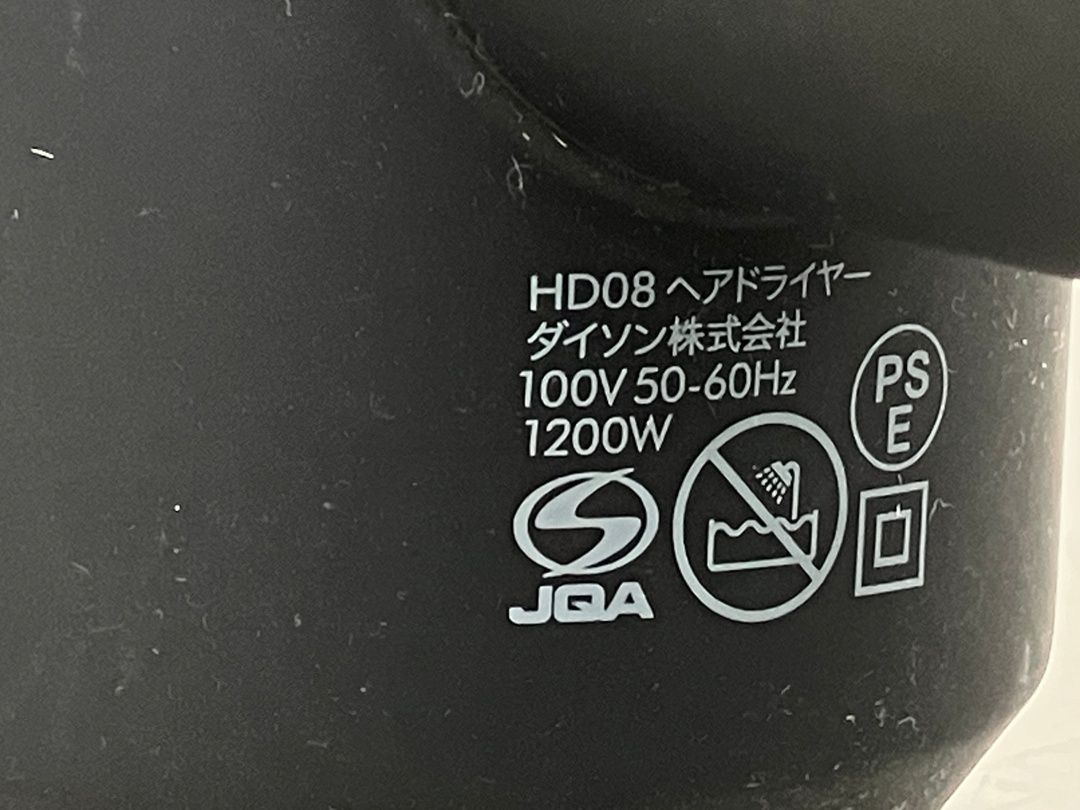 HD08 ヘアドライヤー
ダイソン株式会社
100V 50-60Hz
1200W
PS
E
JQA